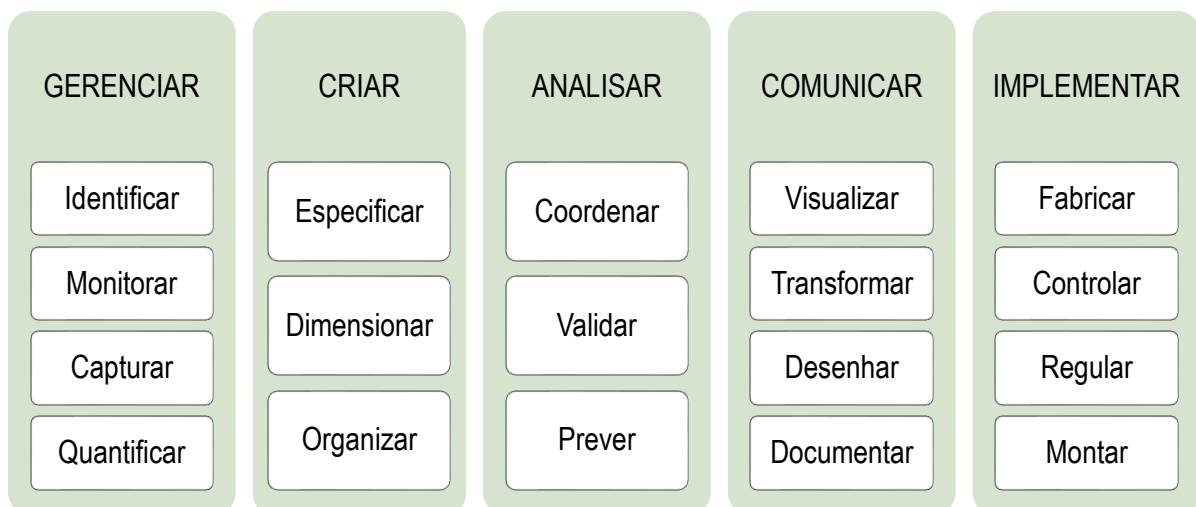 GERENCIAR
Identificar
Monitorar
Capturar
Quantificar
CRIAR
Especificar
Dimensionar
Organizar
ANALISAR
Coordenar
Validar
Prever
COMUNICAR
Visualizar
Transformar
Desenhar
Documentar
IMPLEMENTAR
Fabricar
Controlar
Regular
Montar